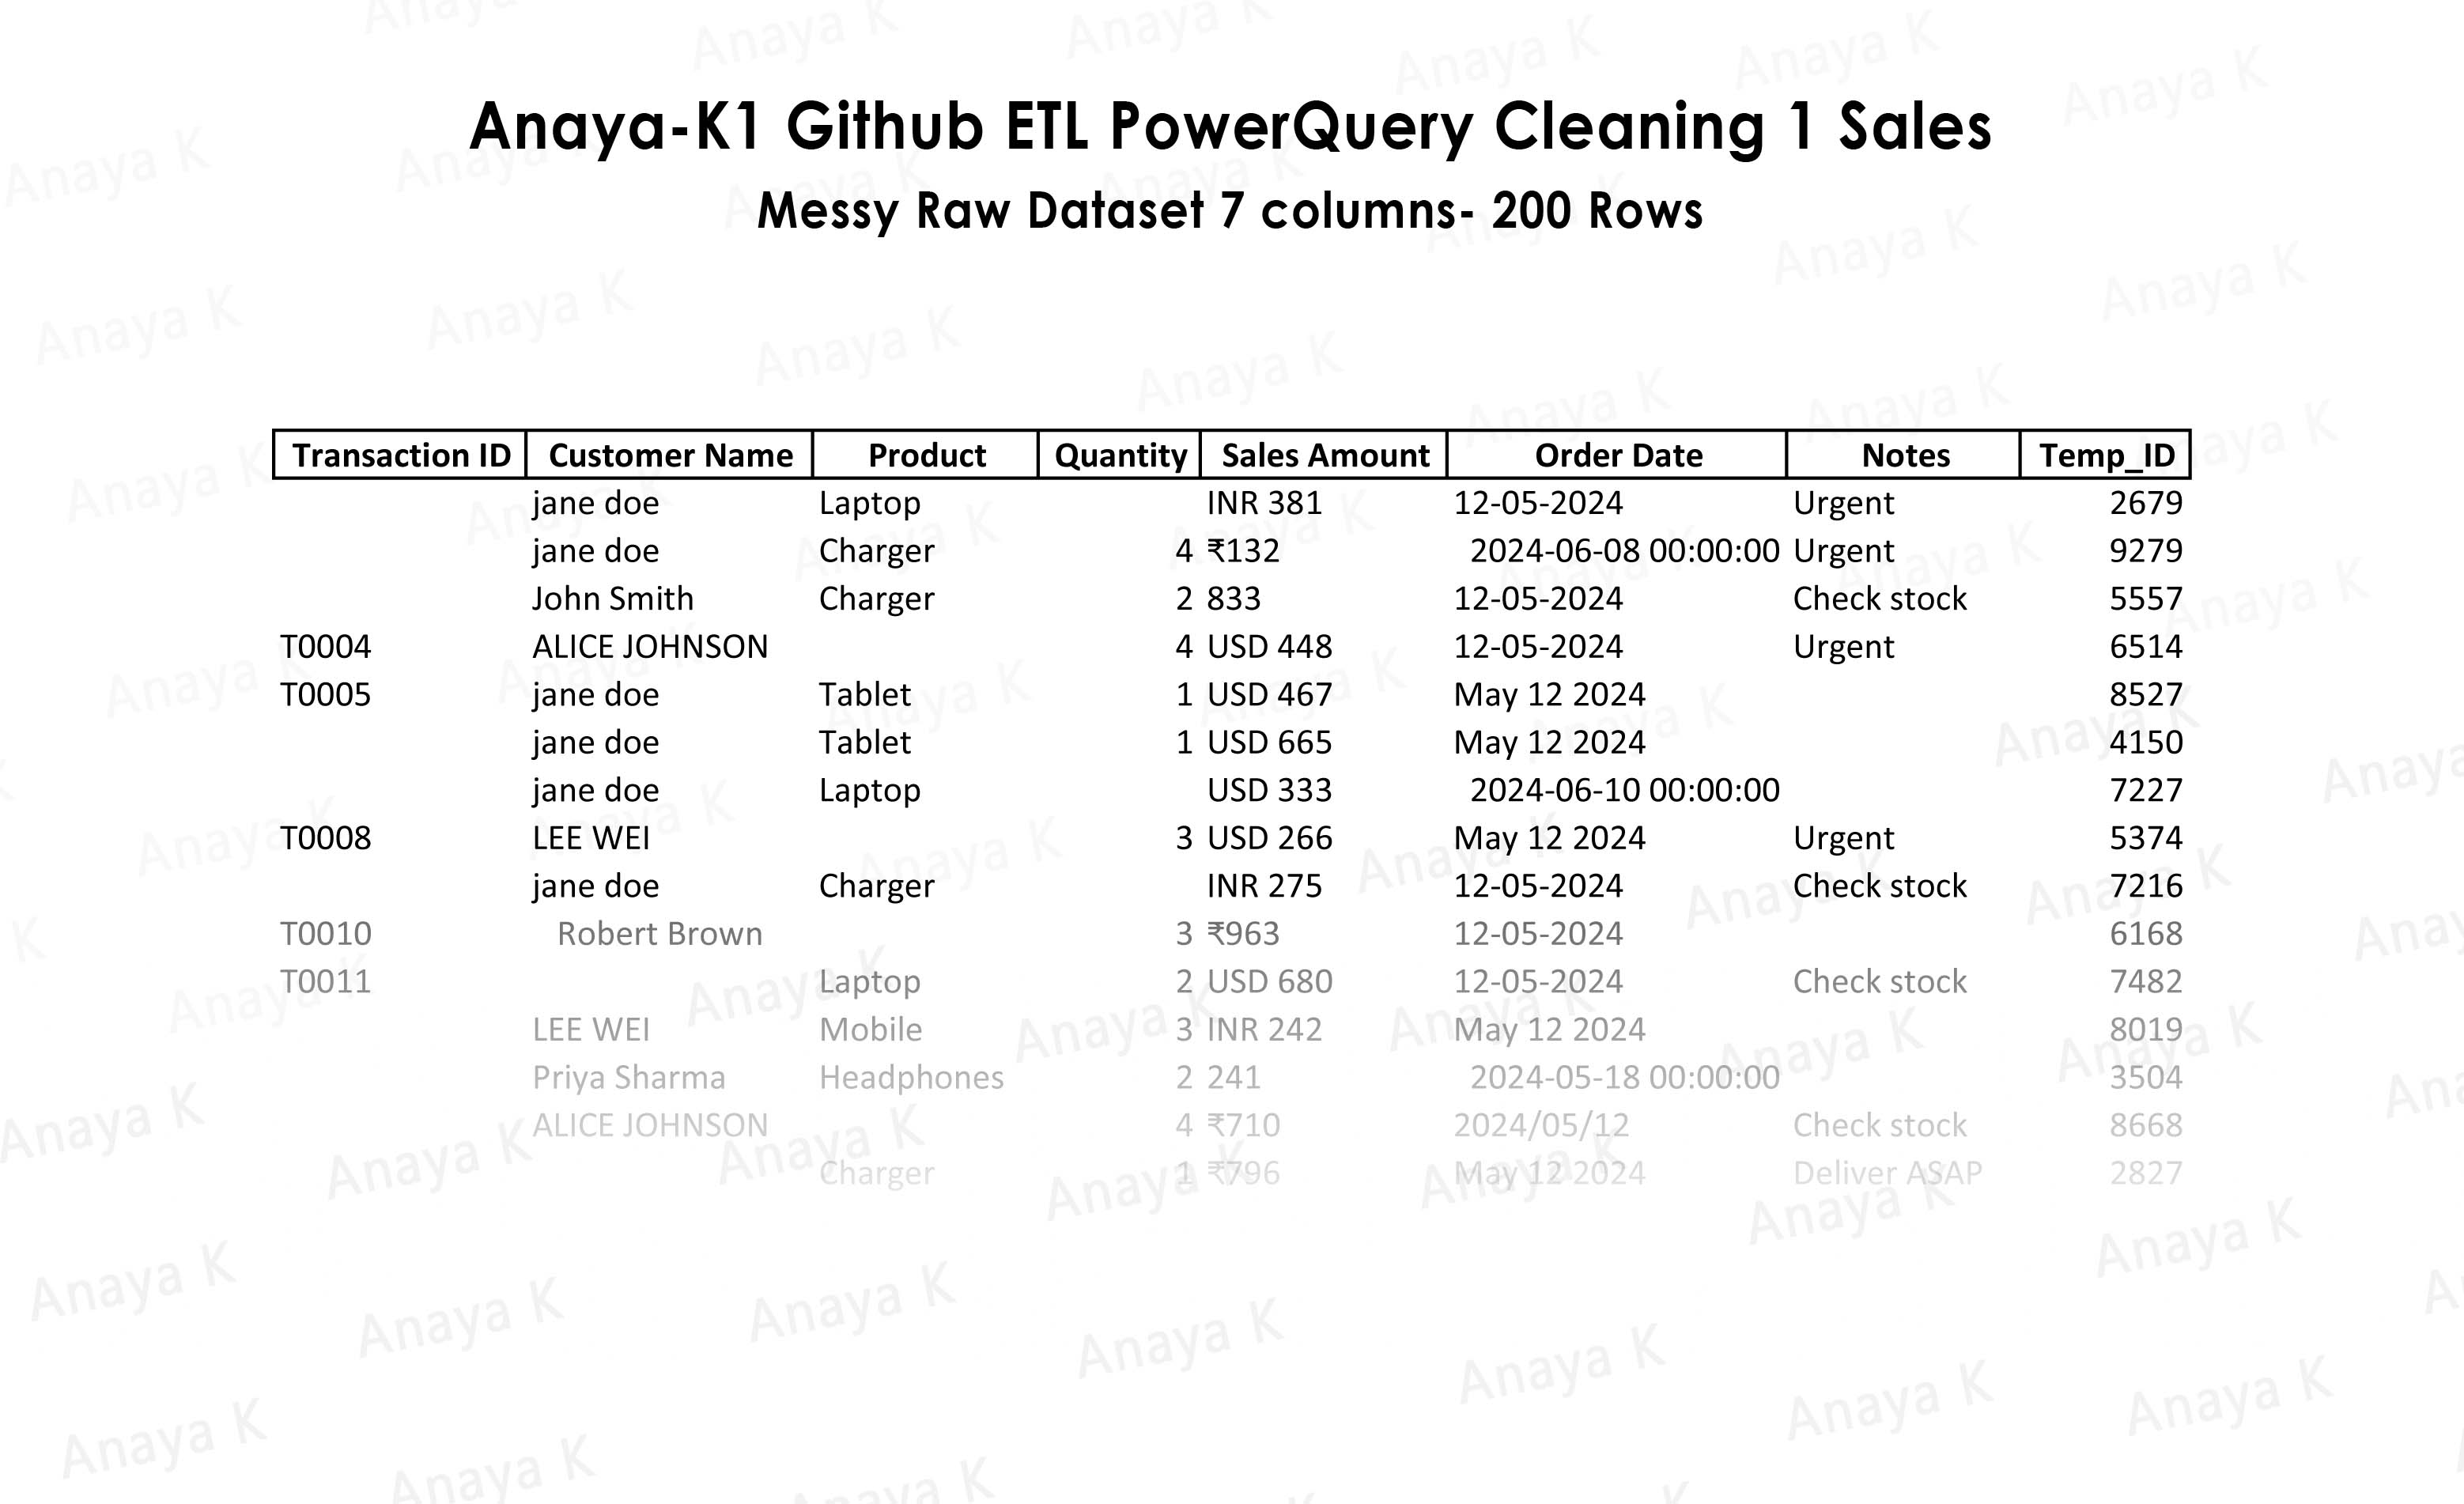 Anaya-K1 Github ETL PowerQuery Cleaning 1 Sales
Messy Raw Dataset 7 columns- 200 Rows
Transaction ID Customer Name Product Quantity Sales Amount Order Date Notes Temp_ID
jane doe Laptop INR 381 12-05-2024 Urgent 2679
jane doe Charger 4 ₹132 2024-06-08 00:00:00 Urgent 9279
John Smith Charger 2 833 12-05-2024 Check stock 5557
T0004 ALICE JOHNSON 4 USD 448 12-05-2024 Urgent 6514
T0005 jane doe Tablet 1 USD 467 May 12 2024 8527
jane doe Tablet 1 USD 665 May 12 2024 4150
jane doe Laptop USD 333 2024-06-10 00:00:00 7227
T0008 LEE WEI 3 USD 266 May 12 2024 Urgent 5374
jane doe Charger INR 275 12-05-2024 Check stock 7216
T0010 Robert Brown 3 ₹963 12-05-2024 6168
T0011 Laptop 2 USD 680 12-05-2024 Check stock 7482
LEE WEI Mobile 3 INR 242 May 12 2024 8019
Priya Sharma Headphones 2 241 2024-05-18 00:00:00 3504
ALICE JOHNSON 4 ₹710 2024/05/12 Check stock 8668
Charger 1 ₹796 May 12 2024 Deliver ASAP 2827
Anaya K